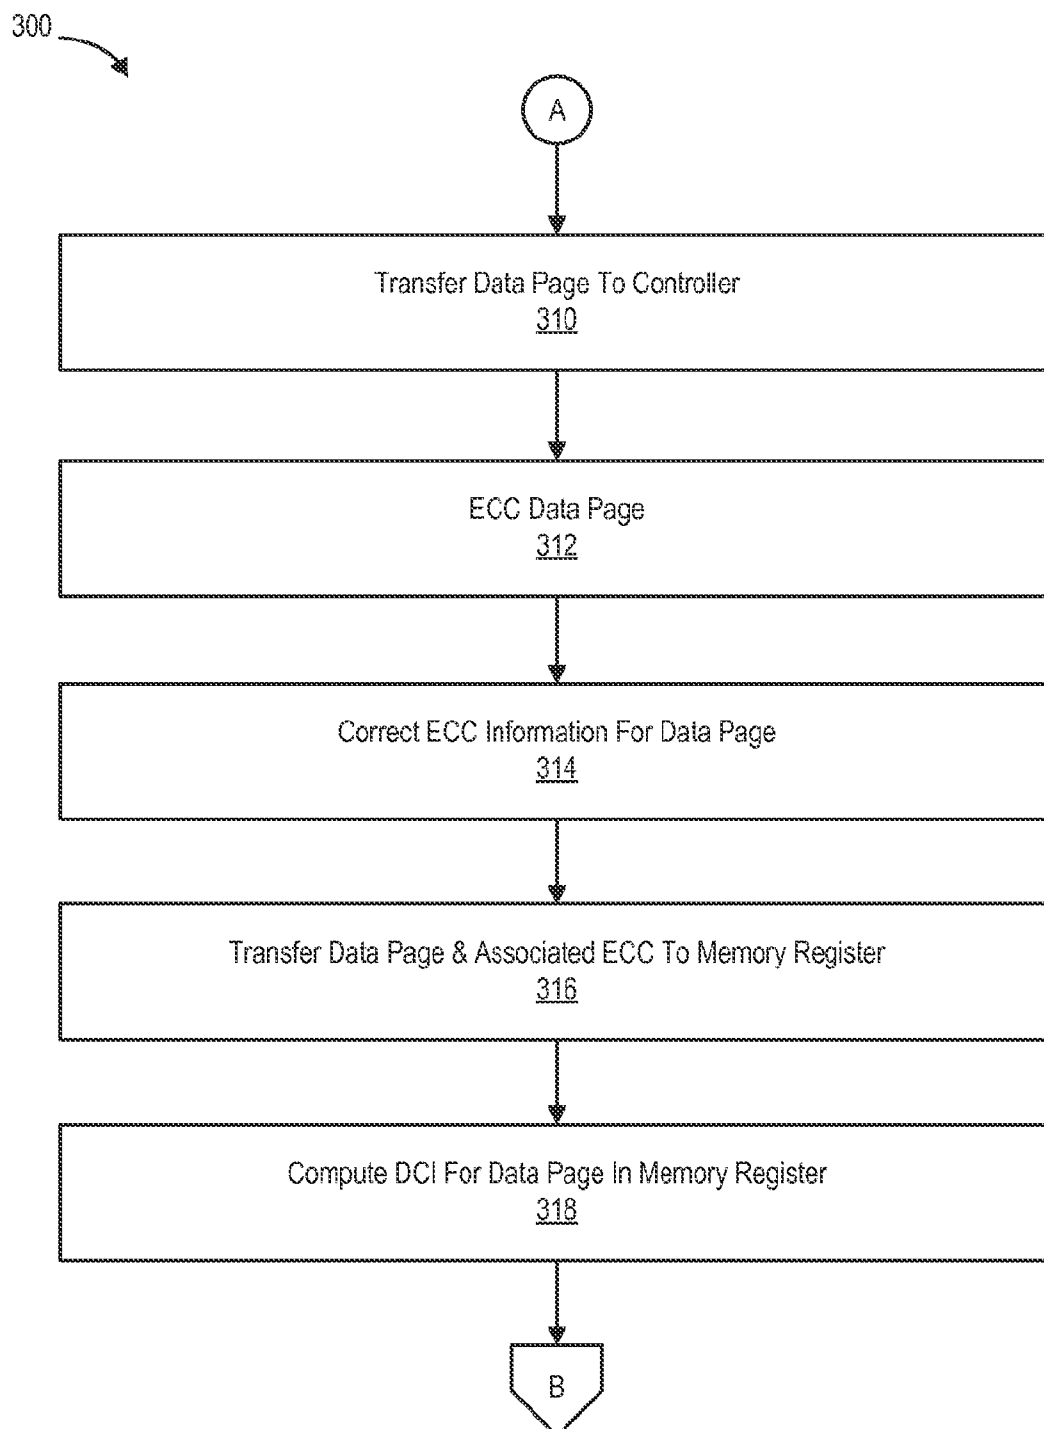 300
A
Transfer Data Page To Controller
310
ECC Data Page
312
Correct ECC Information For Data Page
314
Transfer Data Page & Associated ECC To Memory Register
316
Compute DCI For Data Page In Memory Register
318
B